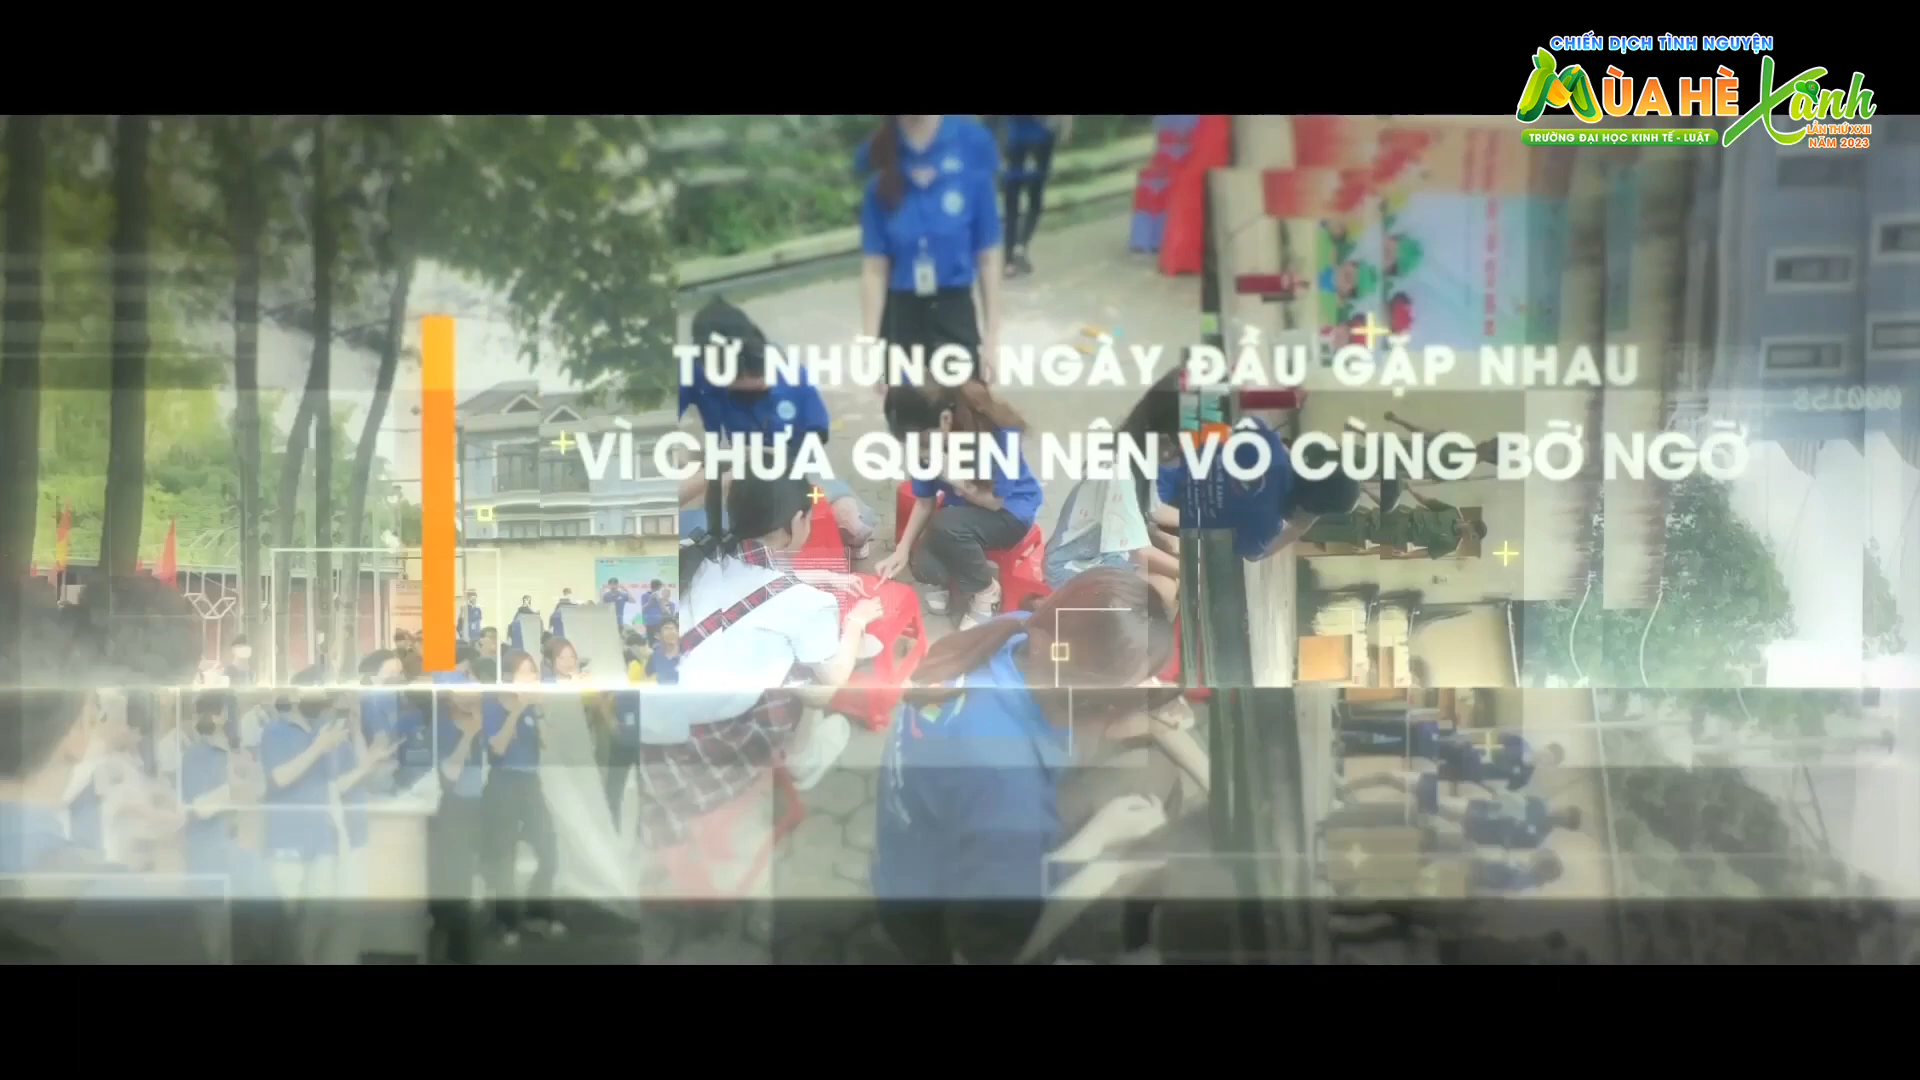 CHIẾN DỊCH TÌNH NGUYỆN
MÙA HÈ Xanh
TRƯỜNG ĐẠI HỌC KINH TẾ - LUẬT
LẦN THỨ XXII
NĂM 2023
TỪ NHỮNG NGÀY ĐẦU GẶP NHAU
VÌ CHƯA QUEN NÊN VÔ CÙNG BỠ NGỠ